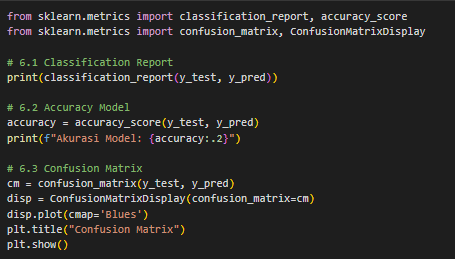 from sklearn.metrics import classification_report, accuracy_score
from sklearn.metrics import confusion_matrix, ConfusionMatrixDisplay
# 6.1 Classification Report
print(classification_report(y_test, y_pred))
# 6.2 Accuracy Model
accuracy = accuracy_score(y_test, y_pred)
print(f"Akurasi Model: {accuracy:.2}")
# 6.3 Confusion Matrix
cm = confusion_matrix(y_test, y_pred)
disp = ConfusionMatrixDisplay(confusion_matrix=cm)
disp.plot(cmap='Blues')
plt.title("Confusion Matrix")
plt.show()